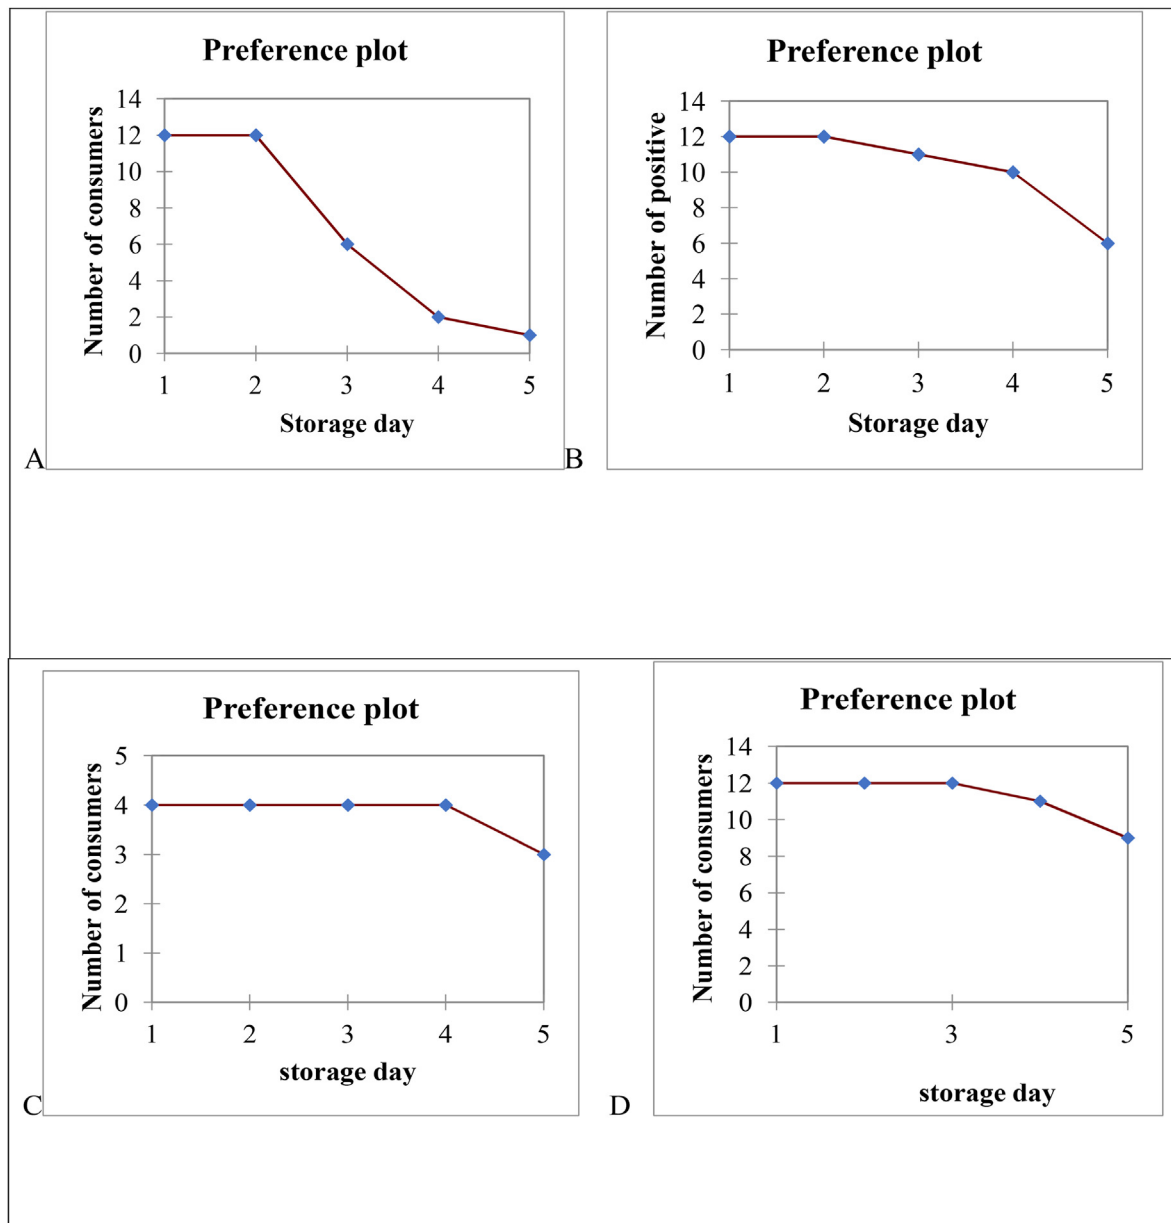 Preference plot
Number of consumers
14
12
10
8
6
4
2
0
1 2 3 4 5
Storage day
A
Preference plot
Number of positive
14
12
10
8
6
4
2
0
1 2 3 4 5
Storage day
B
Preference plot
Number of consumers
5
4
3
2
1
0
1 2 3 4 5
storage day
C
Preference plot
Number of consumers
14
12
10
8
6
4
2
0
1 3 5
storage day
D